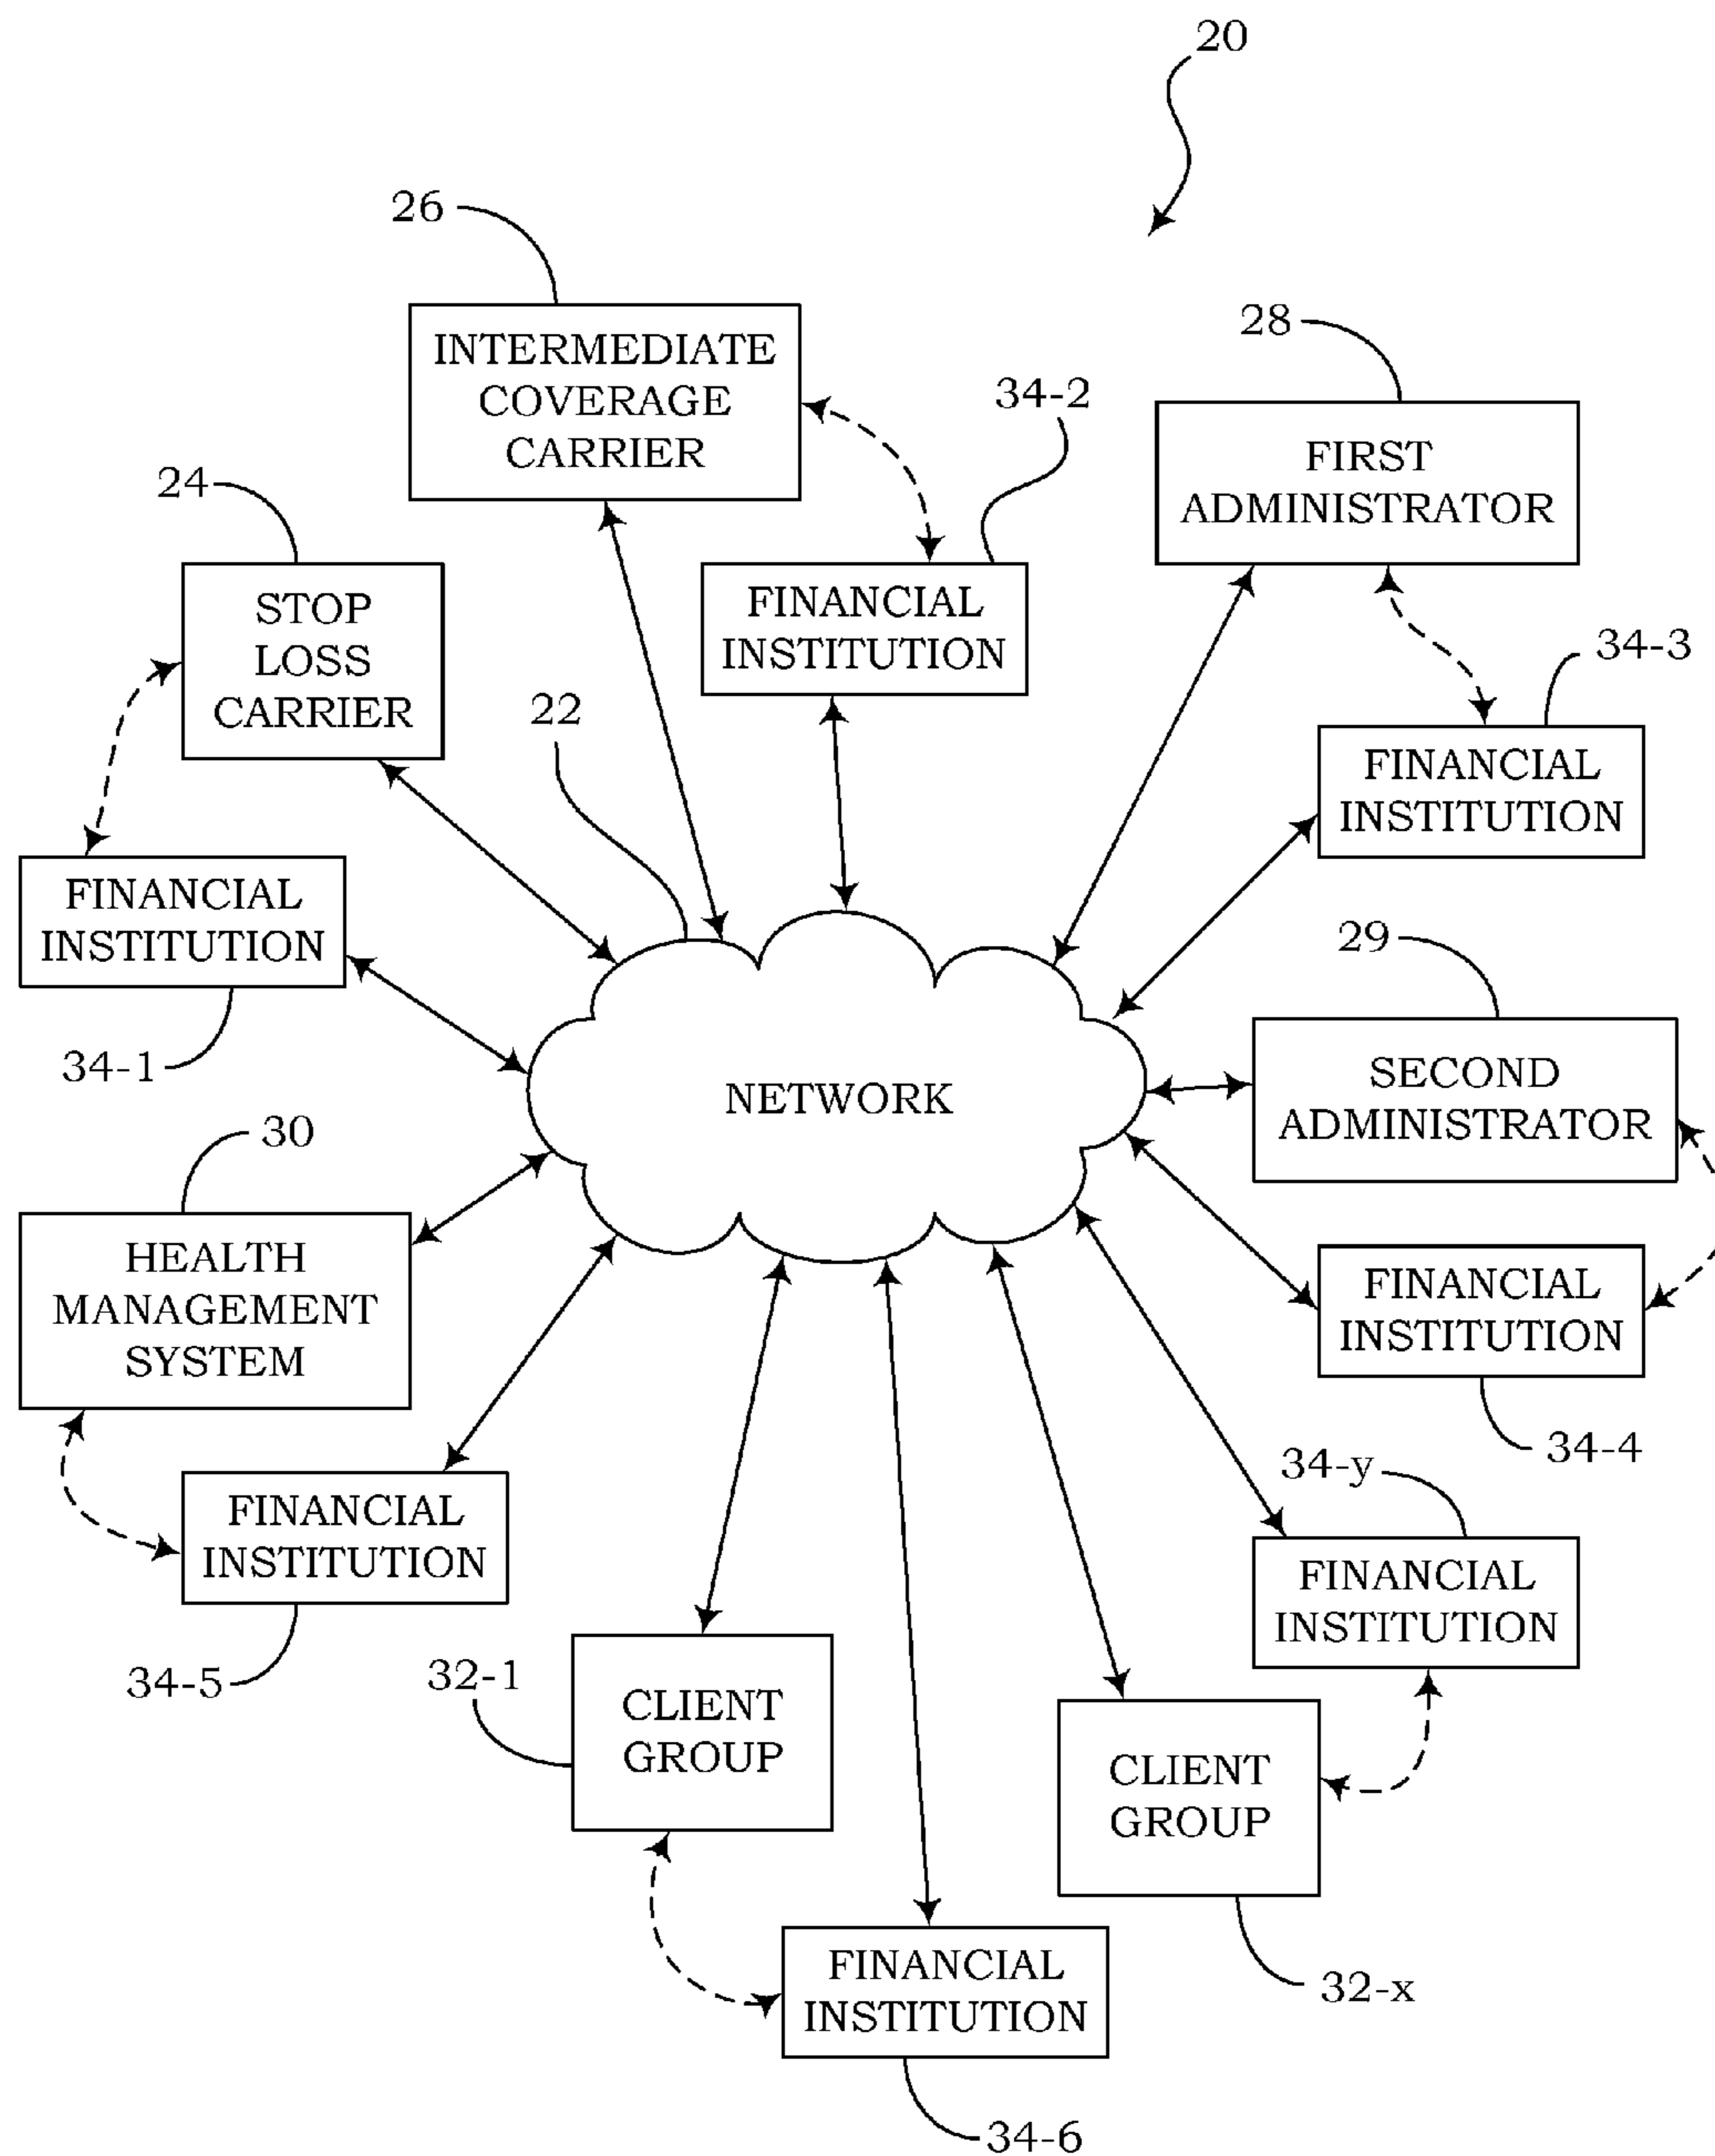 20
26
INTERMEDIATE
COVERAGE
CARRIER
28
34-2
FIRST
ADMINISTRATOR
24
STOP
LOSS
CARRIER
FINANCIAL
INSTITUTION
34-3
22
FINANCIAL
INSTITUTION
FINANCIAL
INSTITUTION
29
34-1
NETWORK
SECOND
ADMINISTRATOR
30
HEALTH
MANAGEMENT
SYSTEM
FINANCIAL
INSTITUTION
34-4
34-y
FINANCIAL
INSTITUTION
FINANCIAL
INSTITUTION
34-5
32-1
CLIENT
GROUP
CLIENT
GROUP
32-x
FINANCIAL
INSTITUTION
34-6